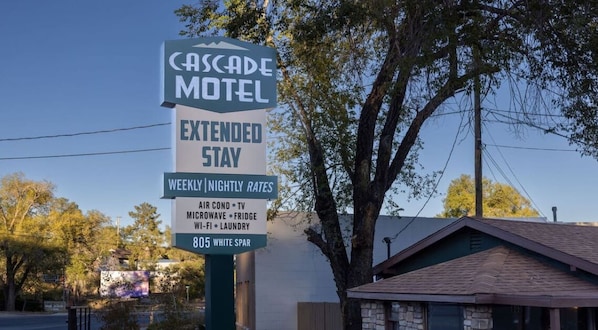 CASCADE
MOTEL
EXTENDED
STAY
WEEKLY | NIGHTLY RATES
AIR COND • TV
MICROWAVE • FRIDGE
WI-FI • LAUNDRY
805 WHITE SPAR